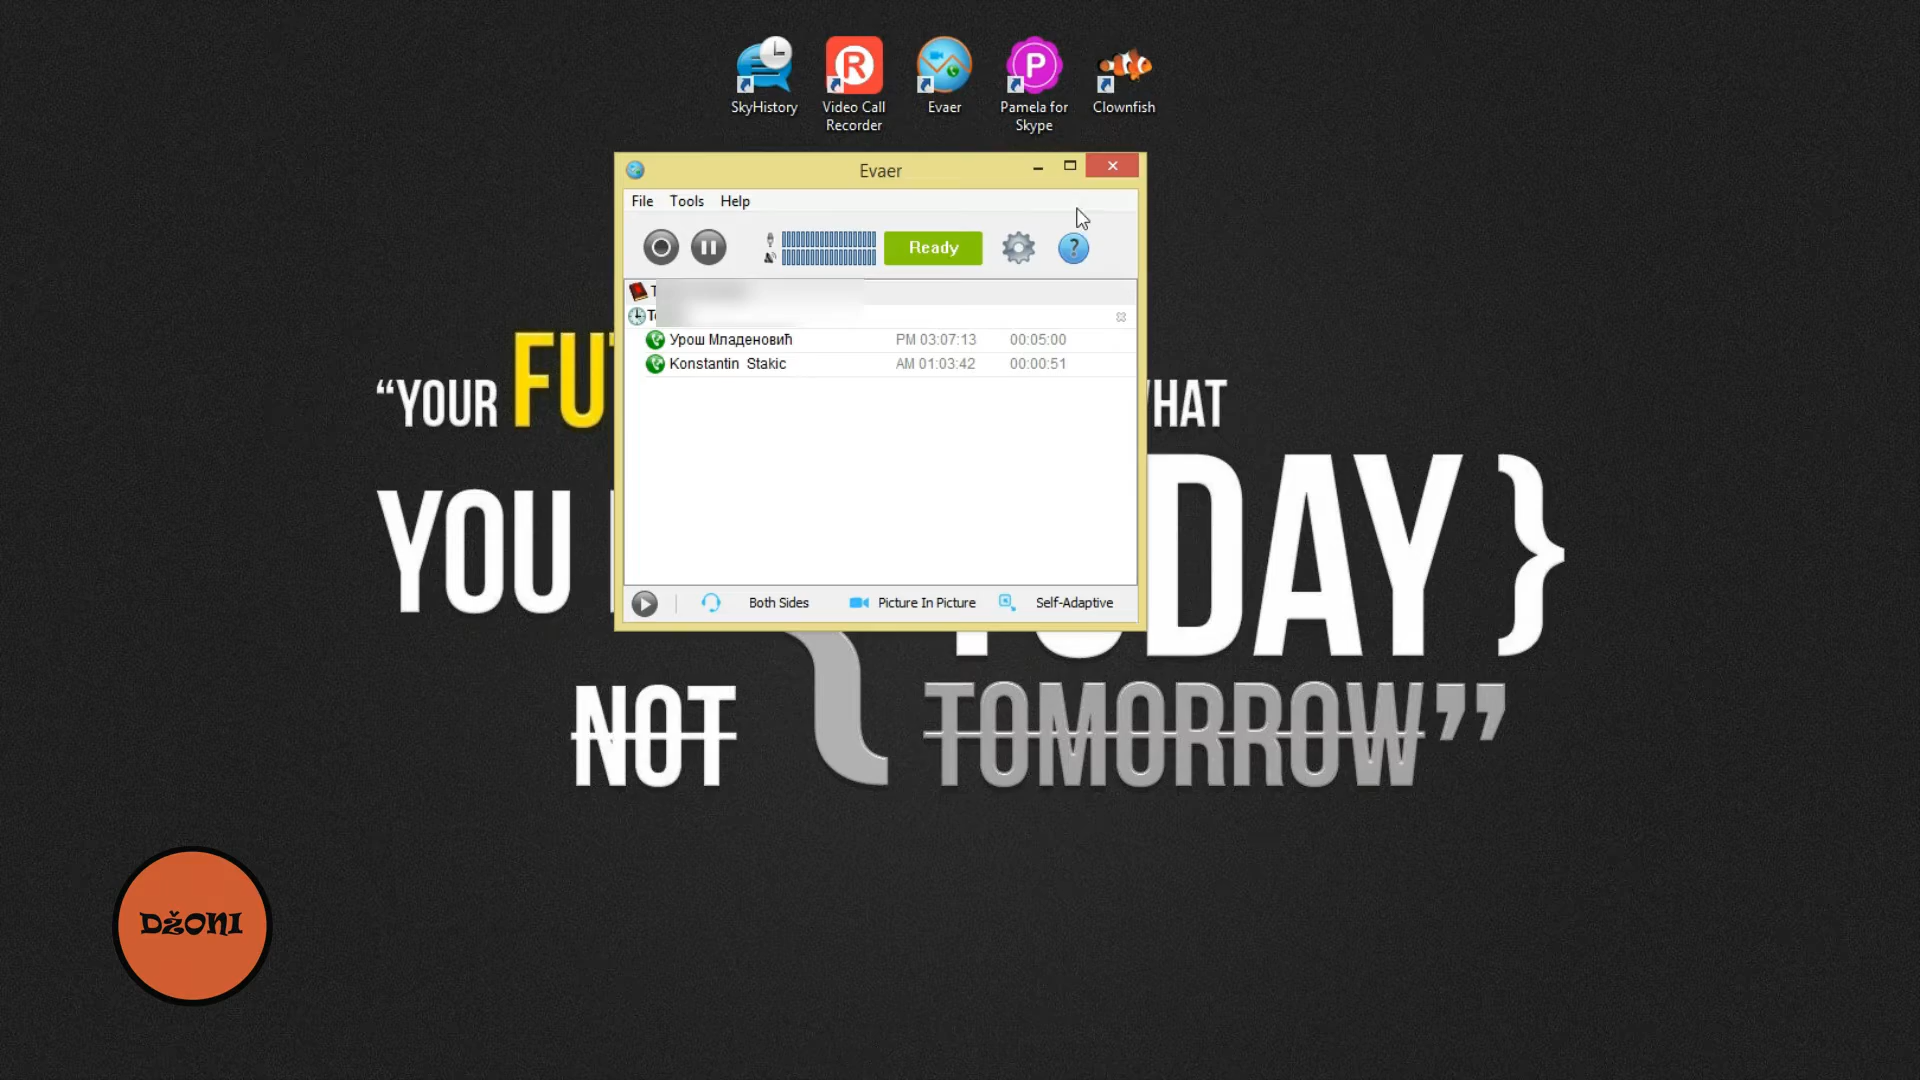 SkyHistory
Video Call
Recorder
Evaer
Pamela for
Skype
Clownfish
Evaer
File Tools Help
Ready
Урош Младеновић PM 03:07:13 00:05:00
Konstantin Stakic AM 01:03:42 00:00:51
Both Sides Picture In Picture Self-Adaptive
“YOUR FU HAT
YOU TODAY }
NOT { TOMORROW”
DŽONI